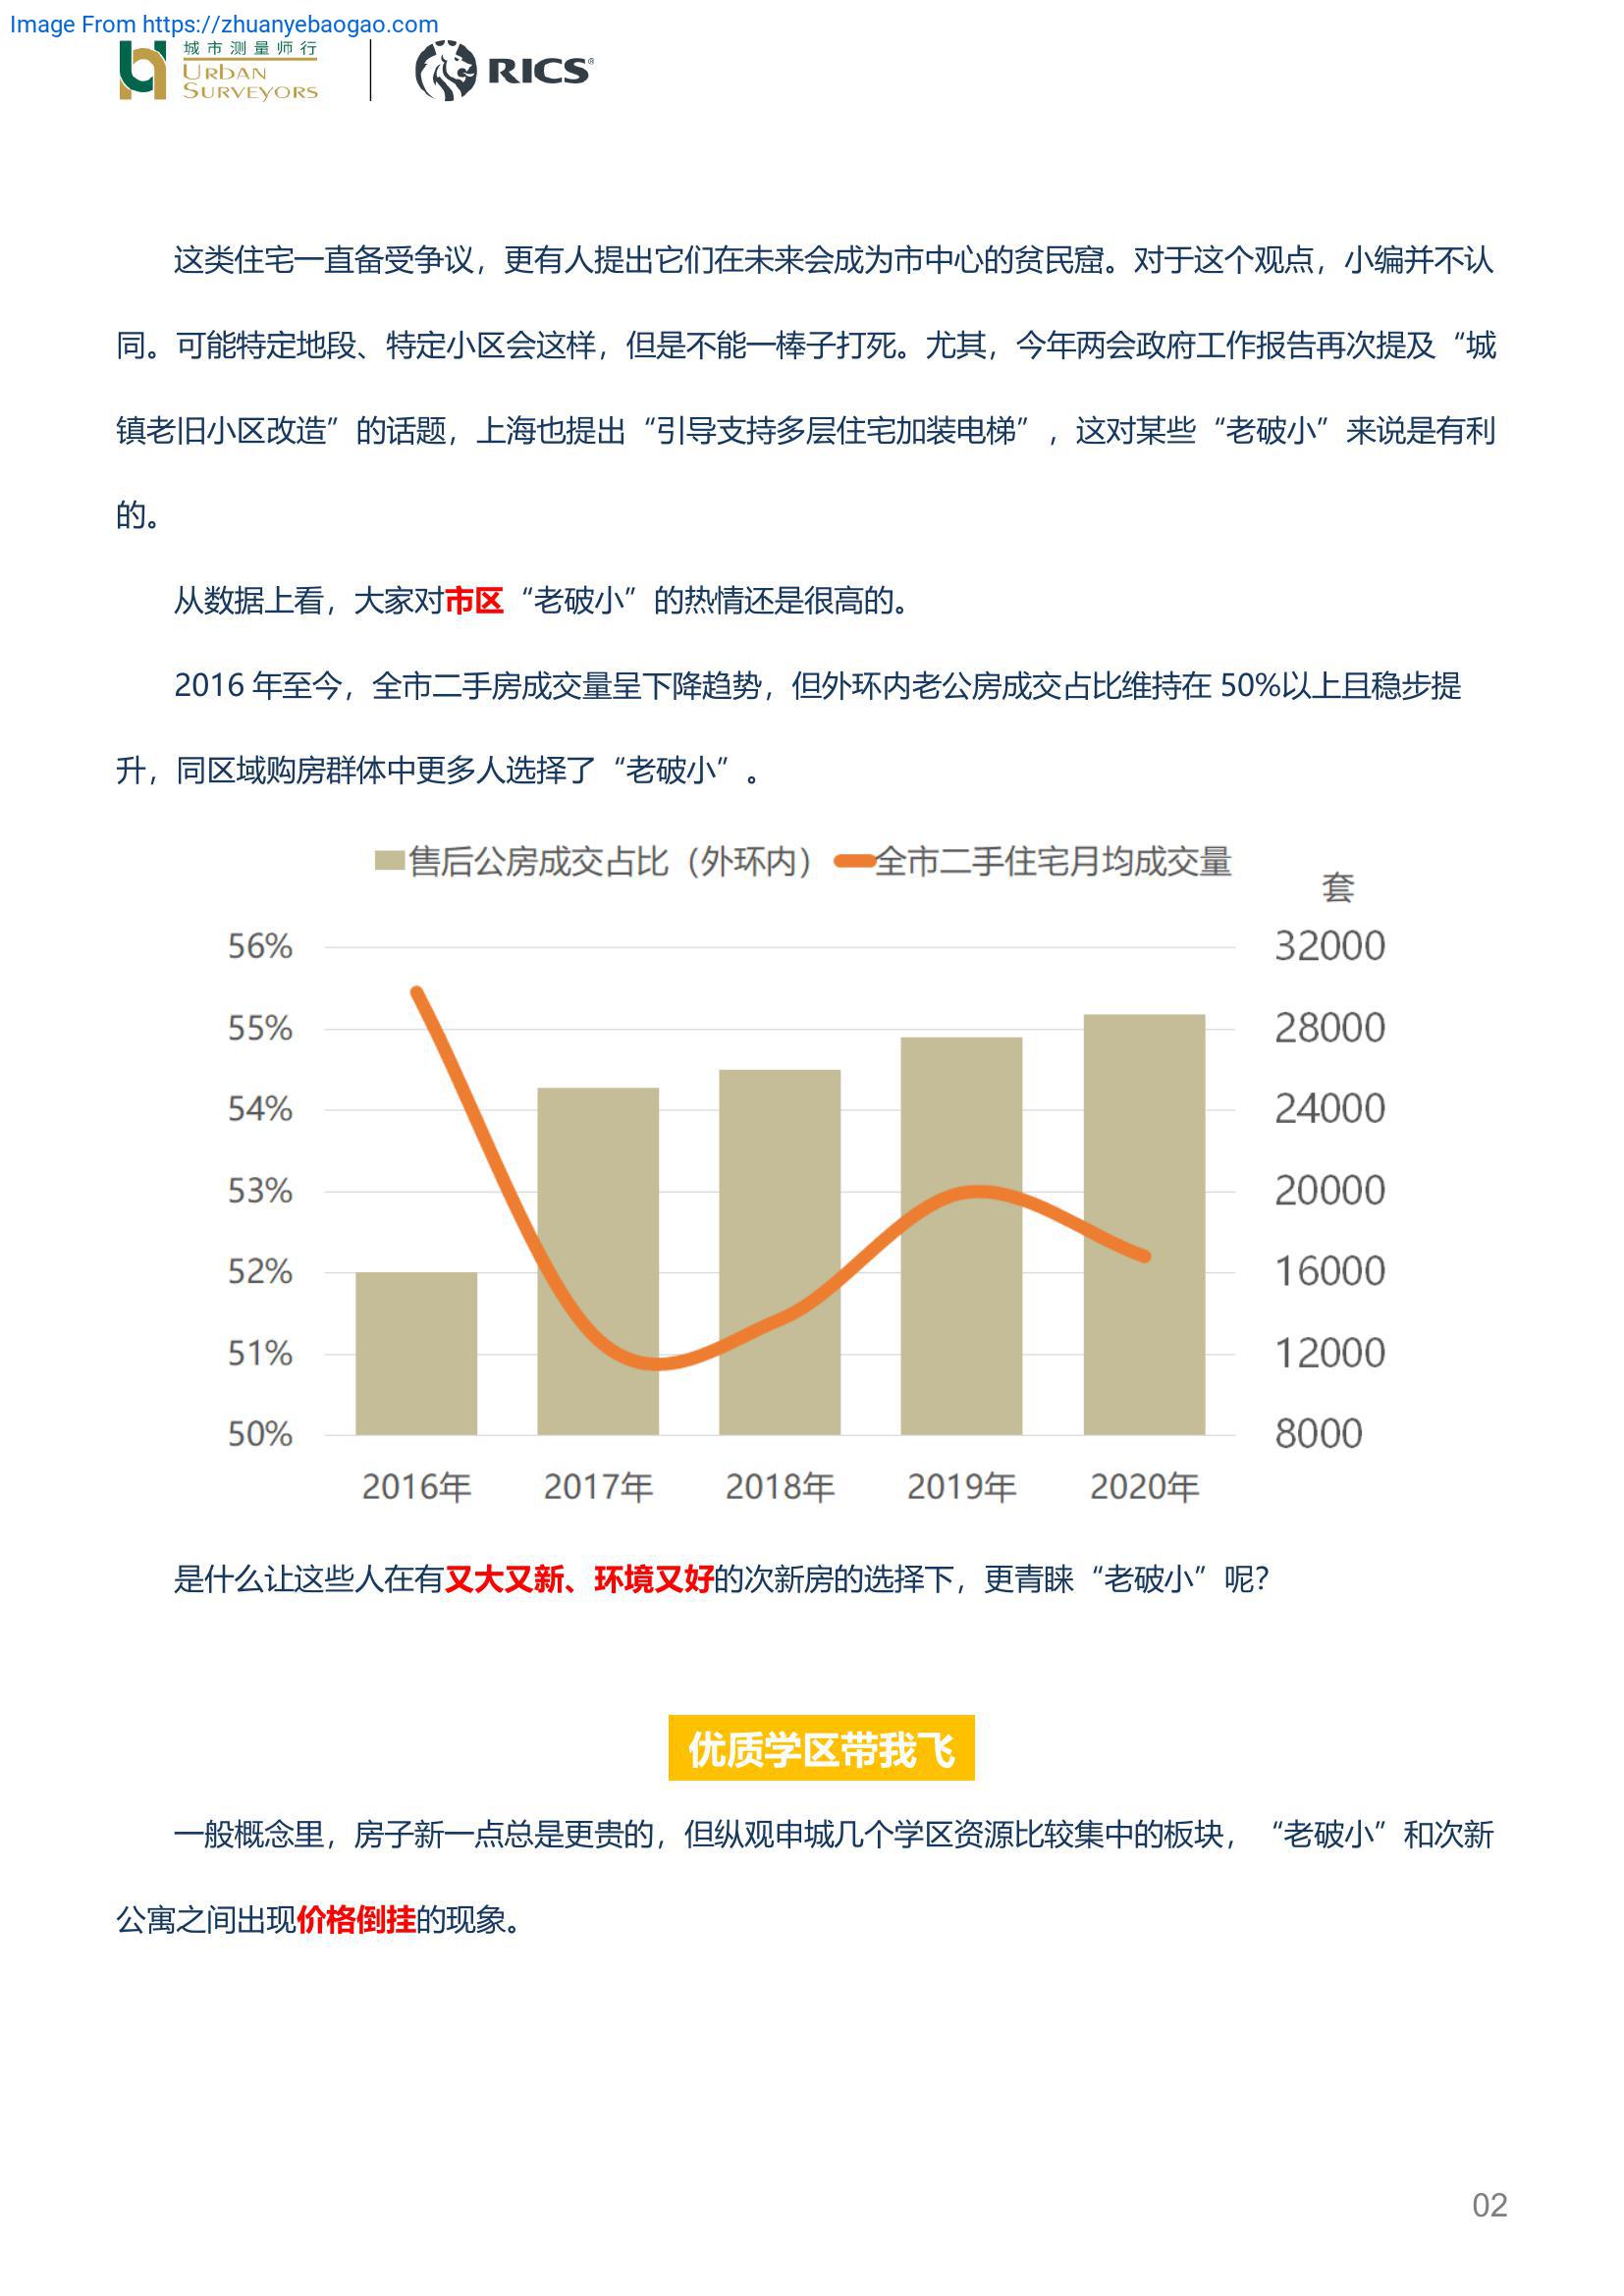 Image From https://zhuanyebaogao.com
城市测量师行
URBAN
SURVEYORS
RICS®
这类住宅一直备受争议，更有人提出它们在未来会成为市中心的贫民窟。对于这个观点，小编并不认
同。可能特定地段、特定小区会这样，但是不能一棒子打死。尤其，今年两会政府工作报告再次提及“城
镇老旧小区改造”的话题，上海也提出“引导支持多层住宅加装电梯”，这对某些“老破小”来说是有利
的。
从数据上看，大家对市区“老破小”的热情还是很高的。
2016 年至今，全市二手房成交量呈下降趋势，但外环内老公房成交占比维持在 50%以上且稳步提
升，同区域购房群体中更多人选择了“老破小”。
售后公房成交占比（外环内） 全市二手住宅月均成交量
套
56% 32000
55% 28000
54% 24000
53% 20000
52% 16000
51% 12000
50% 8000
2016年 2017年 2018年 2019年 2020年
是什么让这些人在有又大又新、环境又好的次新房的选择下，更青睐“老破小”呢？
优质学区带我飞
一般概念里，房子新一点总是更贵的，但纵观申城几个学区资源比较集中的板块，“老破小”和次新
公寓之间出现价格倒挂的现象。
02